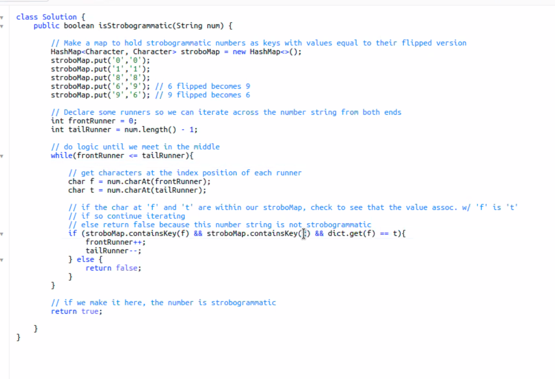 class Solution {
    public boolean isStrobogrammatic(String num) {
        // Make a map to hold strobogrammatic numbers as keys with values equal to their flipped version
        HashMap<Character, Character> stroboMap = new HashMap<>();
        stroboMap.put('0','0');
        stroboMap.put('1','1');
        stroboMap.put('8','8');
        stroboMap.put('6','9'); // 6 flipped becomes 9
        stroboMap.put('9','6'); // 9 flipped becomes 6
        // Declare some runners so we can iterate across the number string from both ends
        int frontRunner = 0;
        int tailRunner = num.length() - 1;
        // do logic until we meet in the middle
        while(frontRunner <= tailRunner){
            // get characters at the index position of each runner
            char f = num.charAt(frontRunner);
            char t = num.charAt(tailRunner);
            // if the char at 'f' and 't' are within our stroboMap, check to see that the value assoc. w/ 'f' is 't'
            // if so continue iterating
            // else return false because this number string is not strobogrammatic
            if (stroboMap.containsKey(f) && stroboMap.containsKey() && dict.get(f) == t){
                frontRunner++;
                tailRunner--;
            } else {
                return false;
            }
        }
        // if we make it here, the number is strobogrammatic
        return true;
    }
}